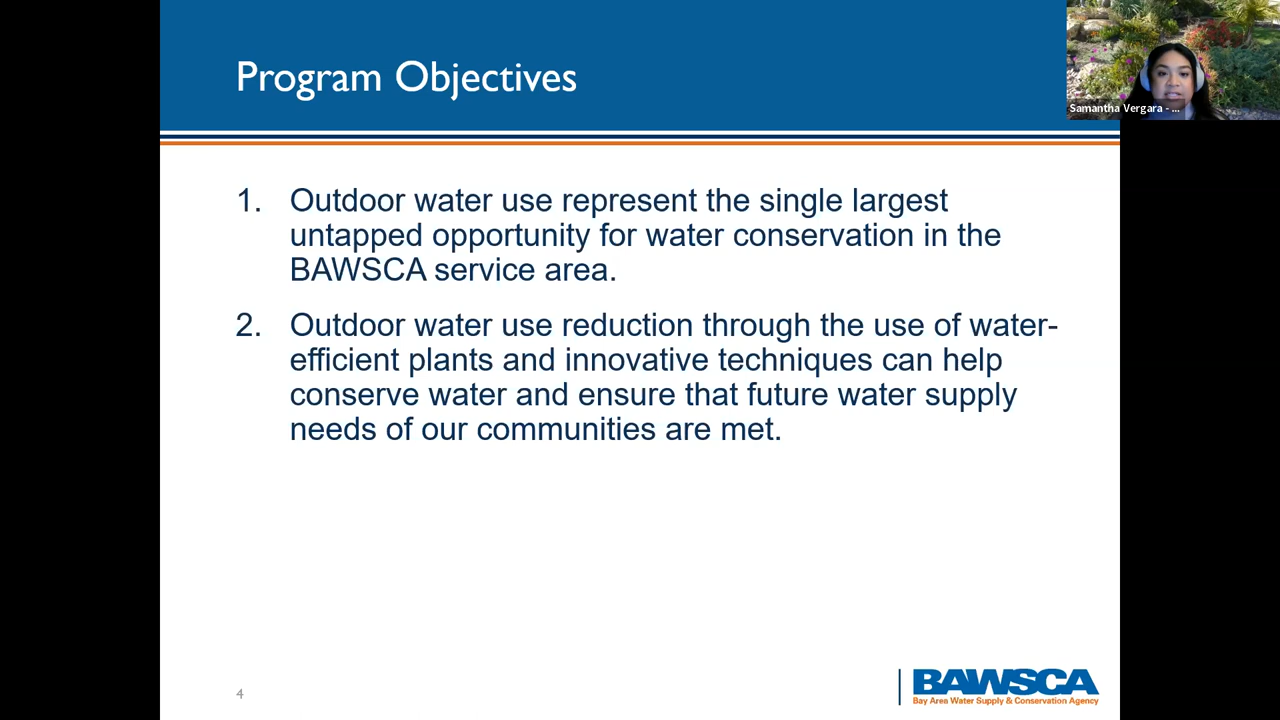 Program Objectives
Samantha Vergara - ...
1. Outdoor water use represent the single largest
untapped opportunity for water conservation in the
BAWSCA service area.
2. Outdoor water use reduction through the use of water-
efficient plants and innovative techniques can help
conserve water and ensure that future water supply
needs of our communities are met.
4
BAWSCA
Bay Area Water Supply & Conservation Agency